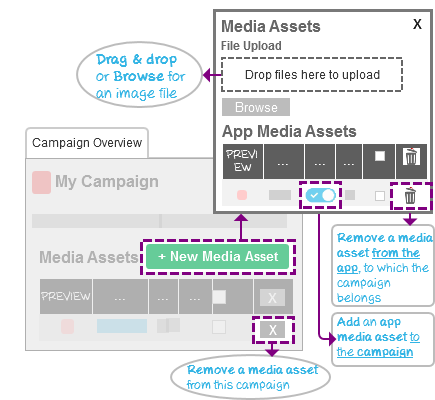 Media Assets X
File Upload
Drop files here to upload
Browse
App Media Assets
PREVI
EW ... ... ...
Drag & drop
or Browse for
an image file
Campaign Overview
My Campaign
Media Assets + New Media Asset
PREVIEW ... ... ... X
X
Remove a media
asset from the
app, to which the
campaign
belongs
Add an app
media asset to
the campaign
Remove a media asset
from this campaign